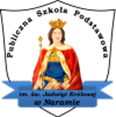 Publiczna Szkoła Podstawowa
im. św. Jadwigi Królowej
w Naramie